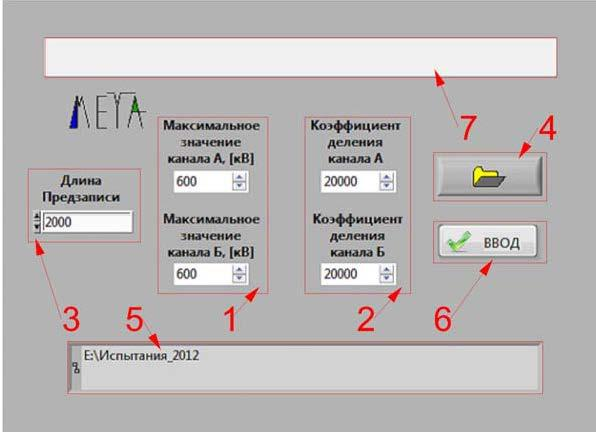 7
4
МЕТА
Максимальное
значение
канала А, [кВ]
600
Коэффициент
деления
канала А
20000
Длина
Предзаписи
2000
Максимальное
значение
канала Б, [кВ]
600
Коэффициент
деления
канала Б
20000
ВВОД
3
5
1
2
6
E:\Испытания_2012